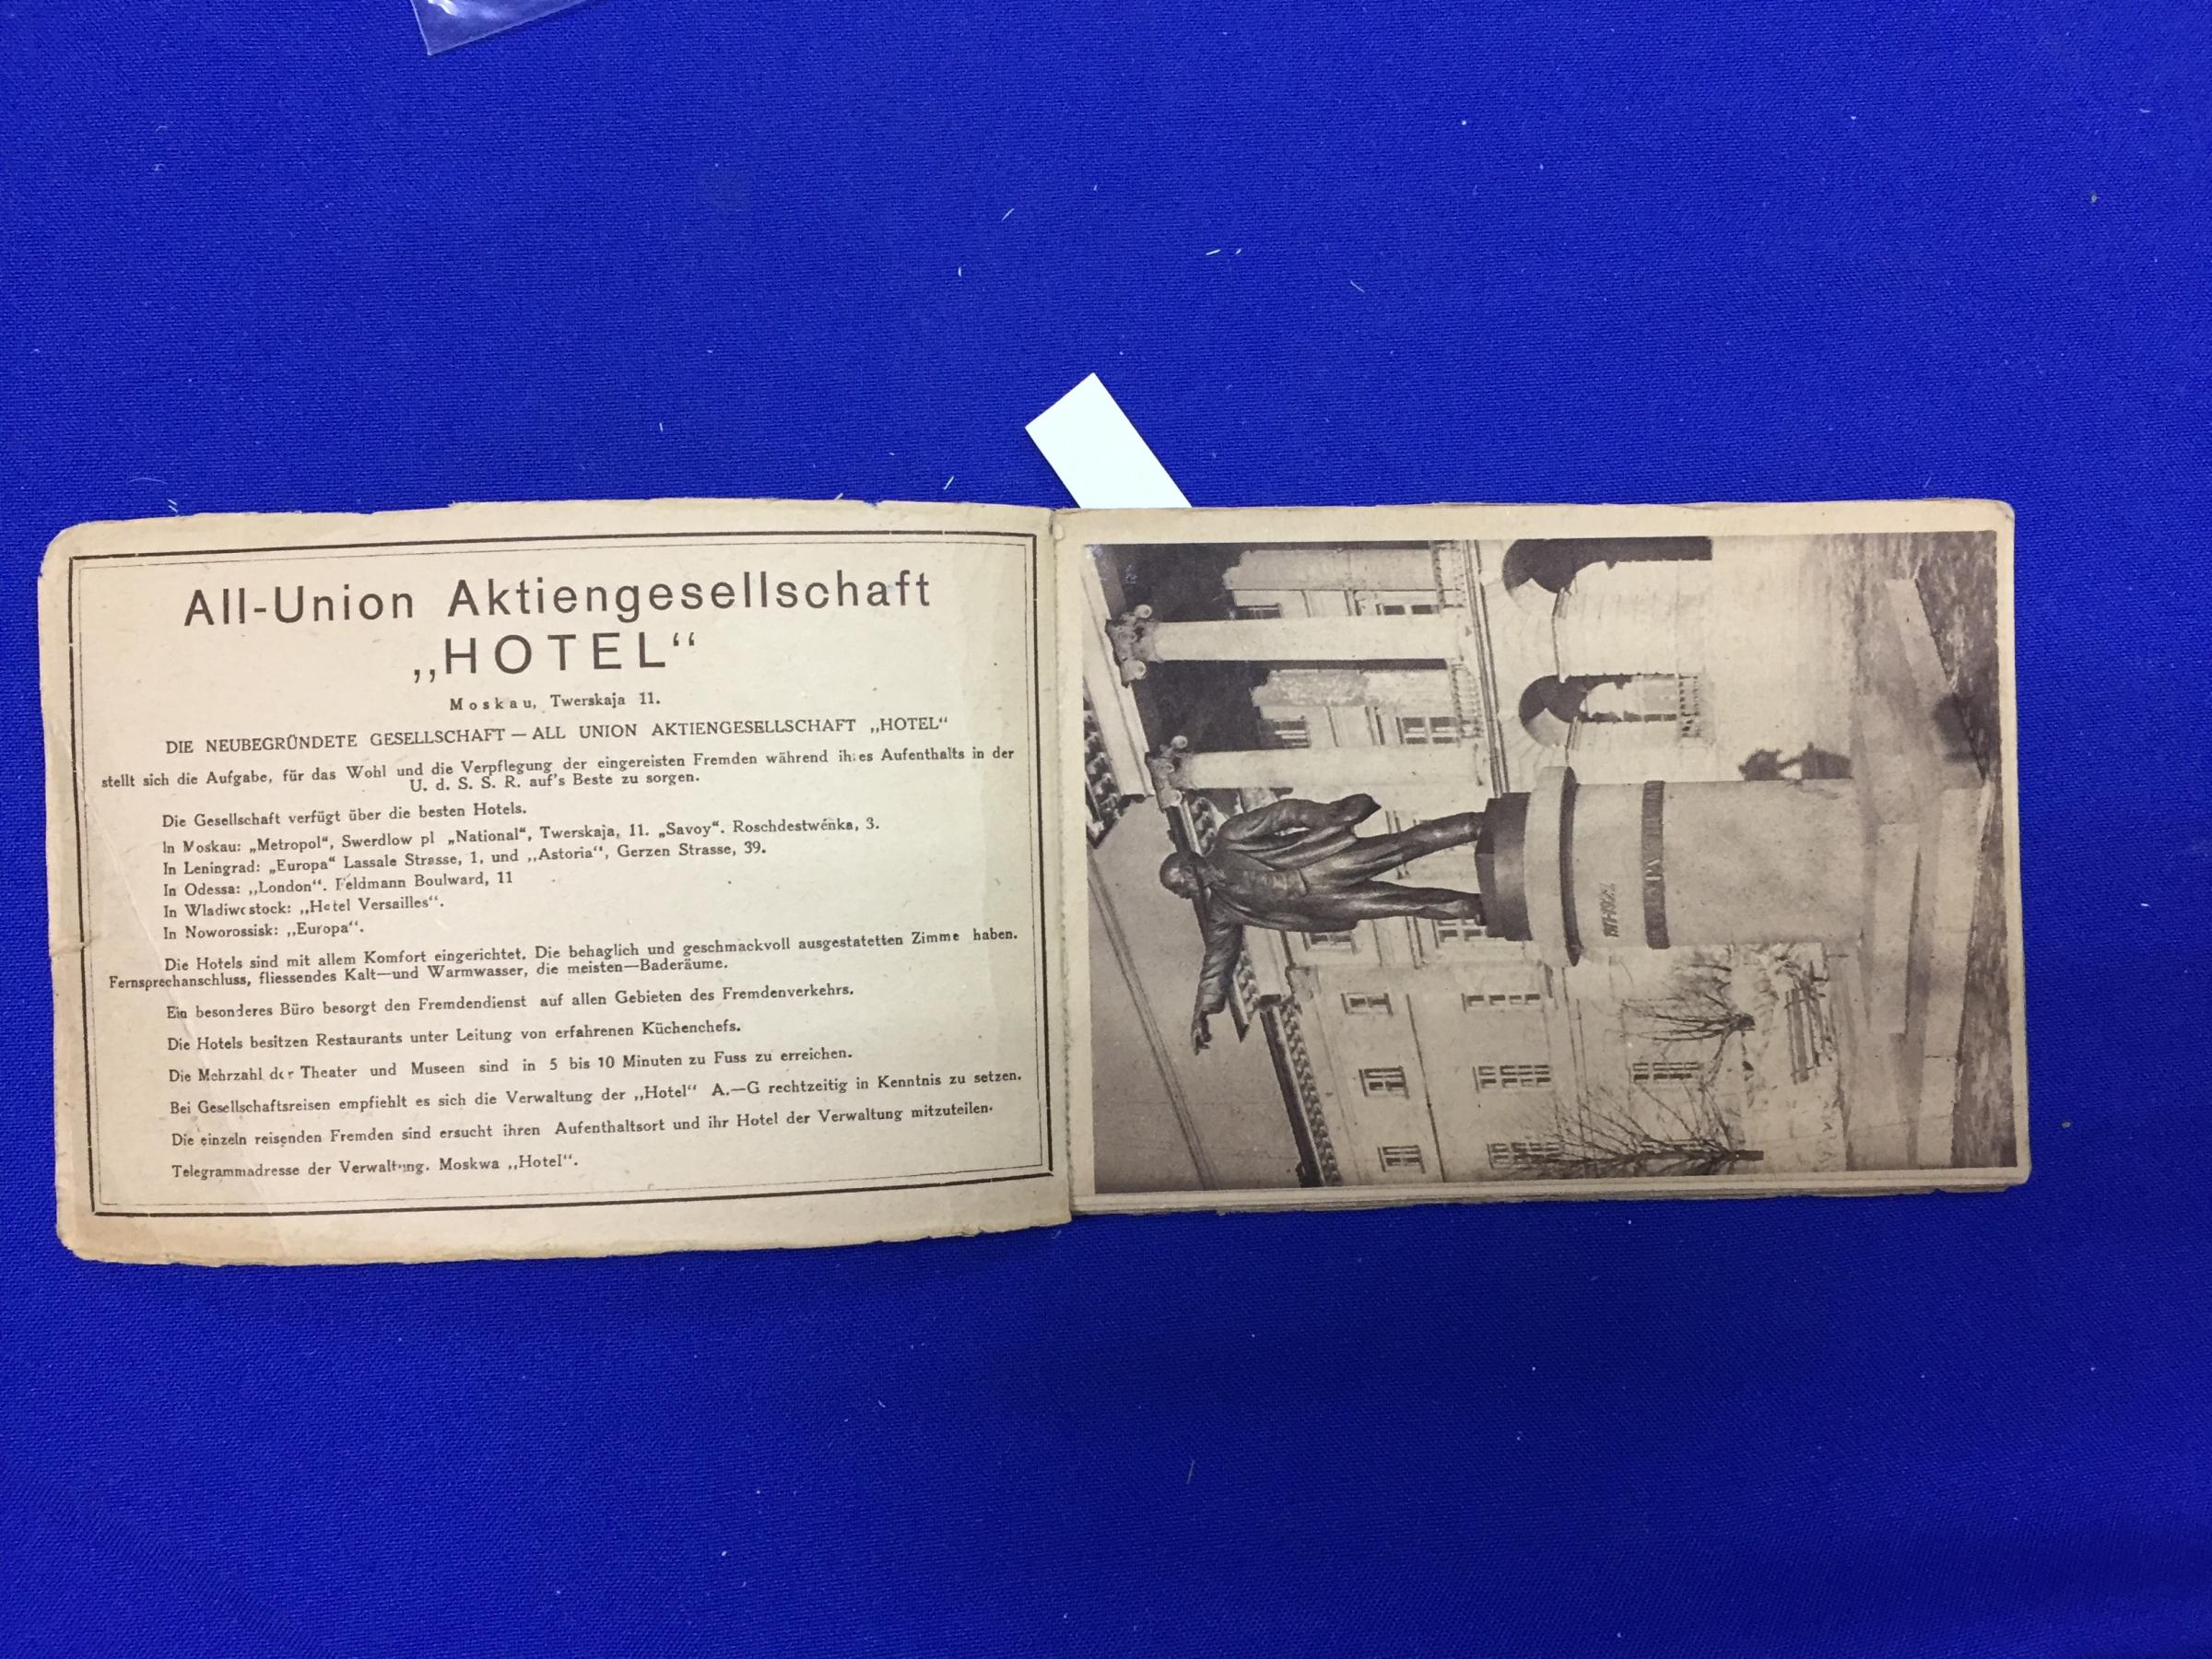 All-Union Aktiengesellschaft
„HOTEL“
Moskau, Twerskaja 11.
DIE NEUBEGRÜNDETE GESELLSCHAFT — ALL UNION AKTIENGESELLSCHAFT „HOTEL“
stellt sich die Aufgabe, für das Wohl und die Verpflegung der eingereisten Fremden während ihres Aufenthalts in der
U. d. S. S. R. auf's Beste zu sorgen.
Die Gesellschaft verfügt über die besten Hotels.
In Moskau: „Metropol“, Swerdlow pl „National“, Twerskaja, 11. „Savoy“. Roschdestwénka, 3.
In Leningrad: „Europa“ Lassale Strasse, 1, und „Astoria“, Gerzen Strasse, 39.
In Odessa: „London“. Feldmann Boulward, 11
In Wladiwostock: „Hotel Versailles“.
In Noworossisk: „Europa“.
Die Hotels sind mit allem Komfort eingerichtet. Die behaglich und geschmackvoll ausgestatetten Zimme haben.
Fernsprechanschluss, fliessendes Kalt—und Warmwasser, die meisten—Baderäume.
Ein besonderes Büro besorgt den Fremdendienst auf allen Gebieten des Fremdenverkehrs.
Die Hotels besitzen Restaurants unter Leitung von erfahrenen Küchenchefs.
Die Mehrzahl der Theater und Museen sind in 5 bis 10 Minuten zu Fuss zu erreichen.
Bei Gesellschaftsreisen empfiehlt es sich die Verwaltung der „Hotel“ A.—G rechtzeitig in Kenntnis zu setzen.
Die einzeln reisenden Fremden sind ersucht ihren Aufenthaltsort und ihr Hotel der Verwaltung mitzuteilen.
Telegrammadresse der Verwaltung. Moskwa „Hotel“.